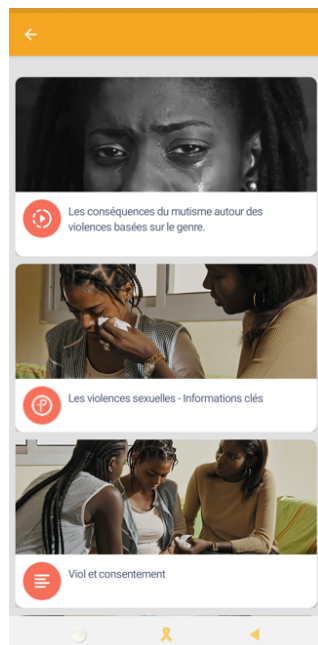 Les conséquences du mutisme autour des
violences basées sur le genre.
Les violences sexuelles - Informations clés
Viol et consentement